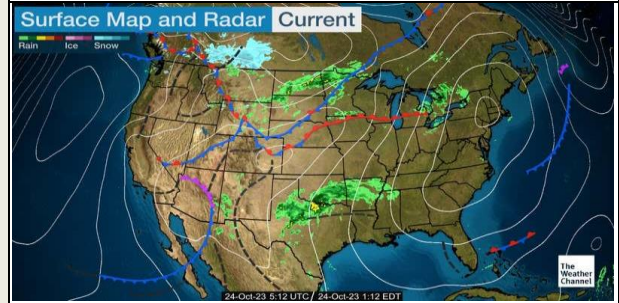 Surface Map and Radar Current
Rain Ice Snow
The
Weather
Channel
24-Oct-23 5:12 UTC / 24-Oct-23 1:12 EDT